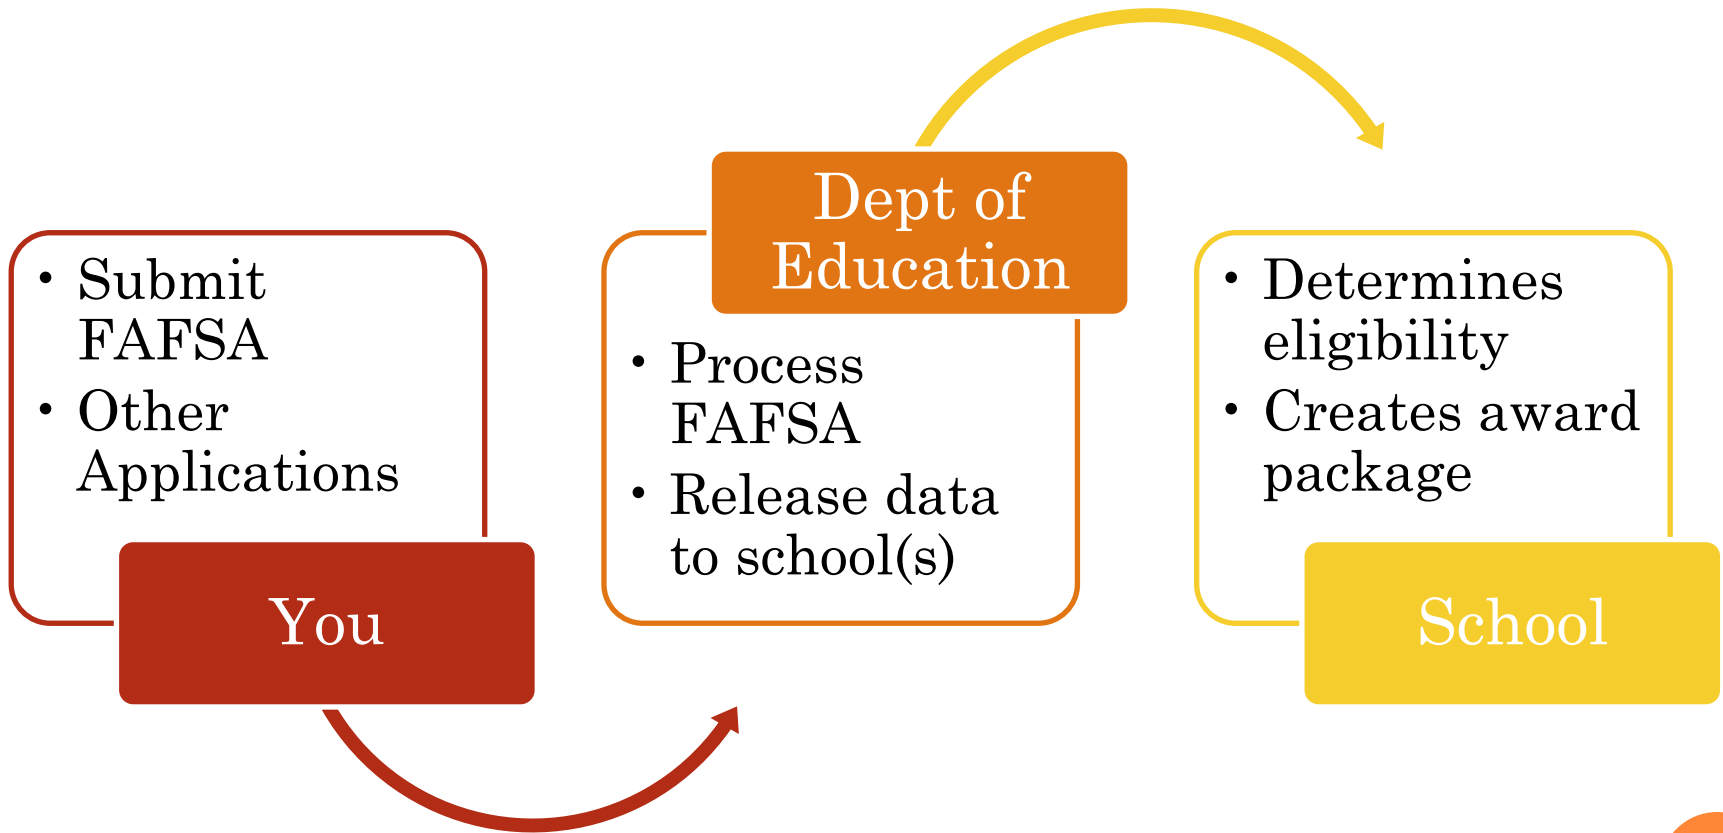 • Submit
FAFSA
• Other
Applications
You
Dept of
Education
• Process
FAFSA
• Release data
to school(s)
• Determines
eligibility
• Creates award
package
School